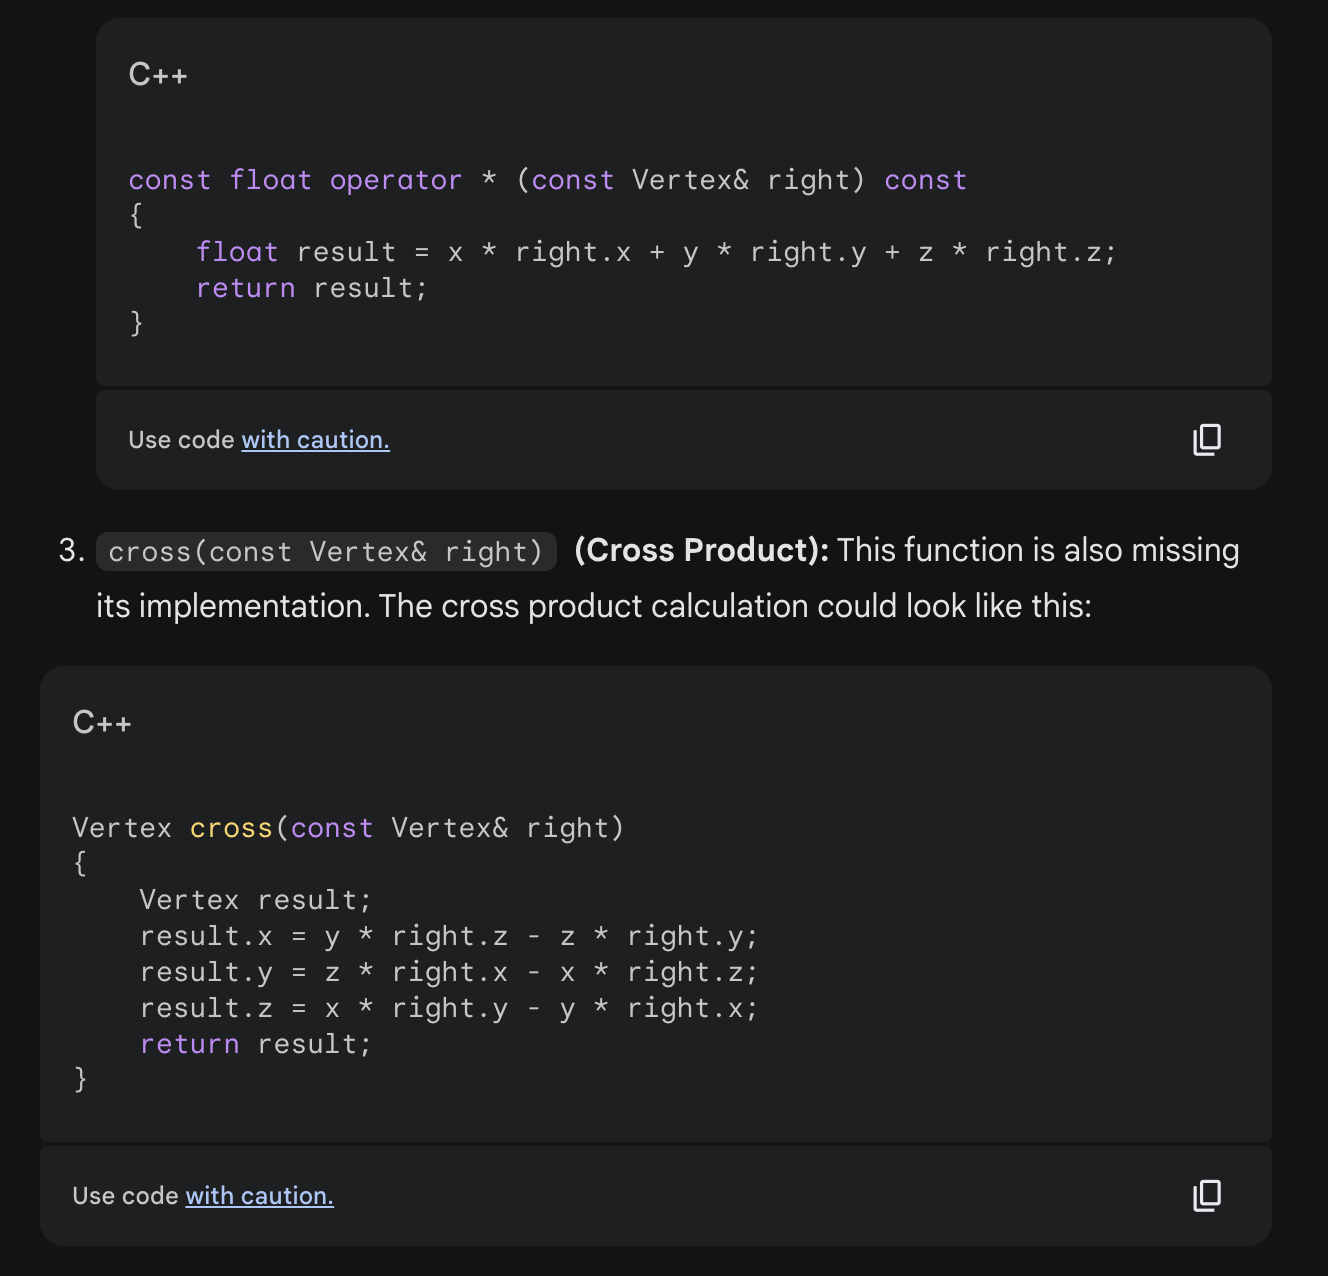 C++
const float operator * (const Vertex& right) const
{
    float result = x * right.x + y * right.y + z * right.z;
    return result;
}
Use code with caution.
3. cross(const Vertex& right) (Cross Product): This function is also missing
its implementation. The cross product calculation could look like this:
C++
Vertex cross(const Vertex& right)
{
    Vertex result;
    result.x = y * right.z - z * right.y;
    result.y = z * right.x - x * right.z;
    result.z = x * right.y - y * right.x;
    return result;
}
Use code with caution.